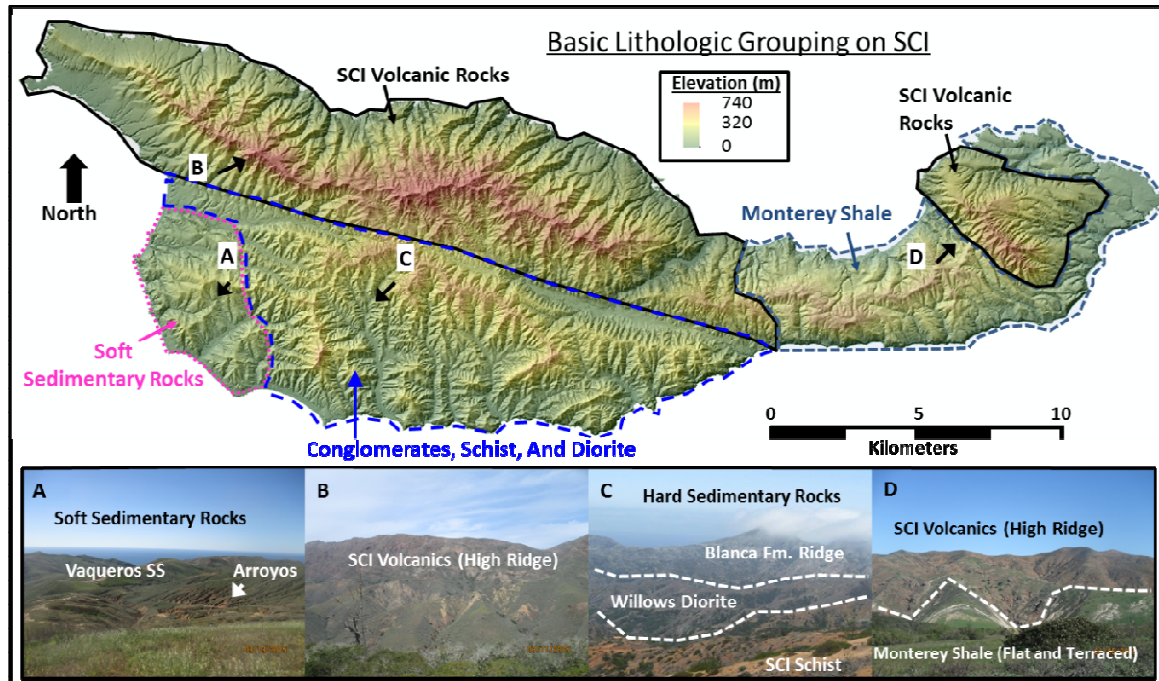 Basic Lithologic Grouping on SCI
SCI Volcanic Rocks
Elevation (m)
740
320
0
SCI Volcanic
Rocks
B
North
Monterey Shale
A
C
D
Soft
Sedimentary Rocks
0
5
10
Kilometers
Conglomerates, Schist, And Diorite
A
Soft Sedimentary Rocks
Vaqueros SS
Arroyos
B
SCI Volcanics (High Ridge)
C
Hard Sedimentary Rocks
Blanca Fm. Ridge
Willows Diorite
SCI Schist
D
SCI Volcanics (High Ridge)
Monterey Shale (Flat and Terraced)